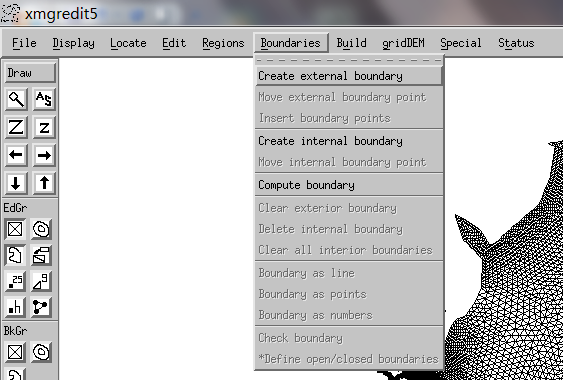 xmgredit5
File Display Locate Edit Regions Boundaries Build gridDEM Special Status
Draw
Create external boundary
Move external boundary point
Insert boundary points
Create internal boundary
Move internal boundary point
Compute boundary
Clear exterior boundary
Delete internal boundary
Clear all interior boundaries
Boundary as line
Boundary as points
Boundary as numbers
Check boundary
*Define open/closed boundaries
AS
Z z
EdGr
.25 9
.h
BkGr